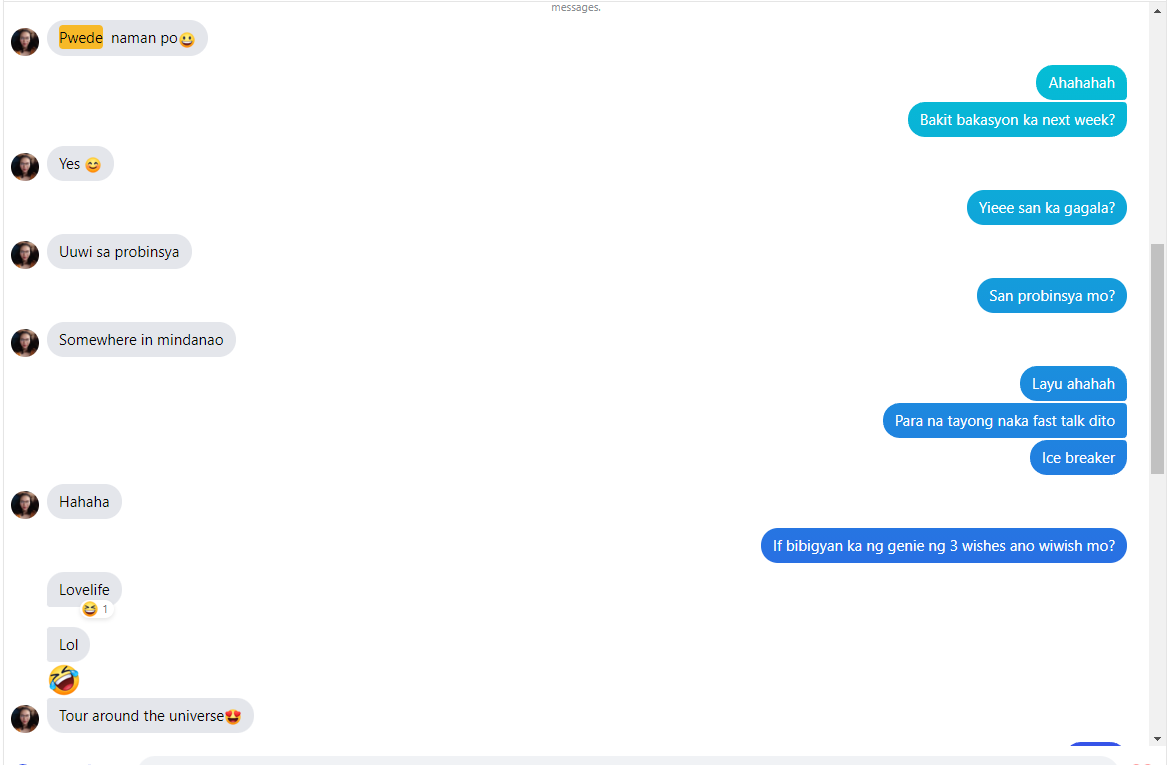 messages.
Pwede naman po😃
Ahahahah
Bakit bakasyon ka next week?
Yes 😊
Yieee san ka gagala?
Uuwi sa probinsya
San probinsya mo?
Somewhere in mindanao
Layu ahahah
Para na tayong naka fast talk dito
Ice breaker
Hahaha
If bibigyan ka ng genie ng 3 wishes ano wiwish mo?
Lovelife
😆 1
Lol
🤣
Tour around the universe😍